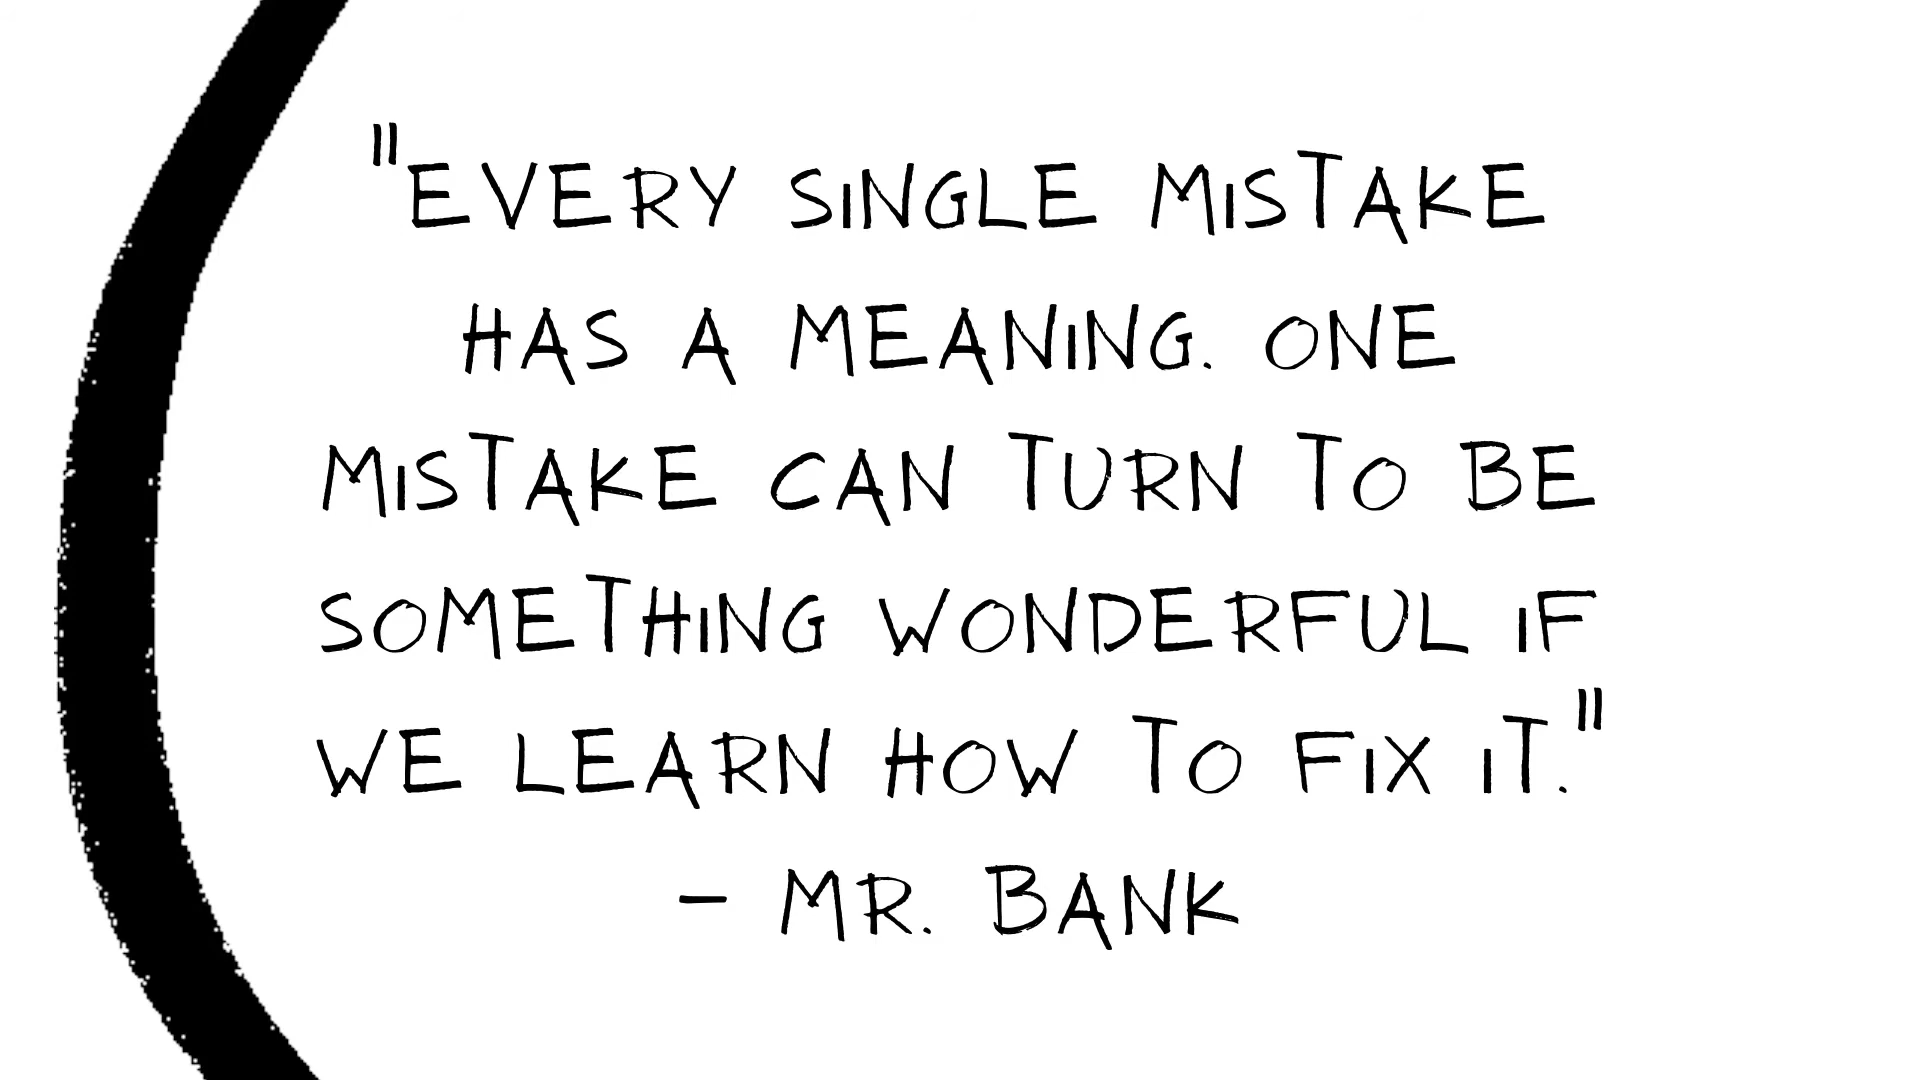 "EVERY SINGLE MISTAKE
HAS A MEANING. ONE
MISTAKE CAN TURN TO BE
SOMETHING WONDERFUL IF
WE LEARN HOW TO FIX IT."
- MR. BANK